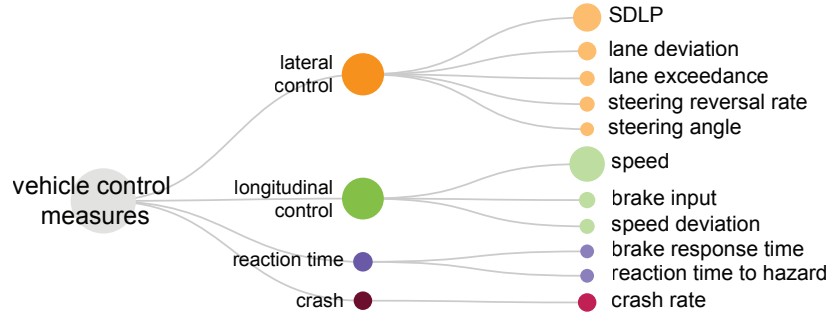 vehicle control
measures
lateral
control
SDLP
lane deviation
lane exceedance
steering reversal rate
steering angle
longitudinal
control
speed
brake input
speed deviation
reaction time
brake response time
reaction time to hazard
crash
crash rate